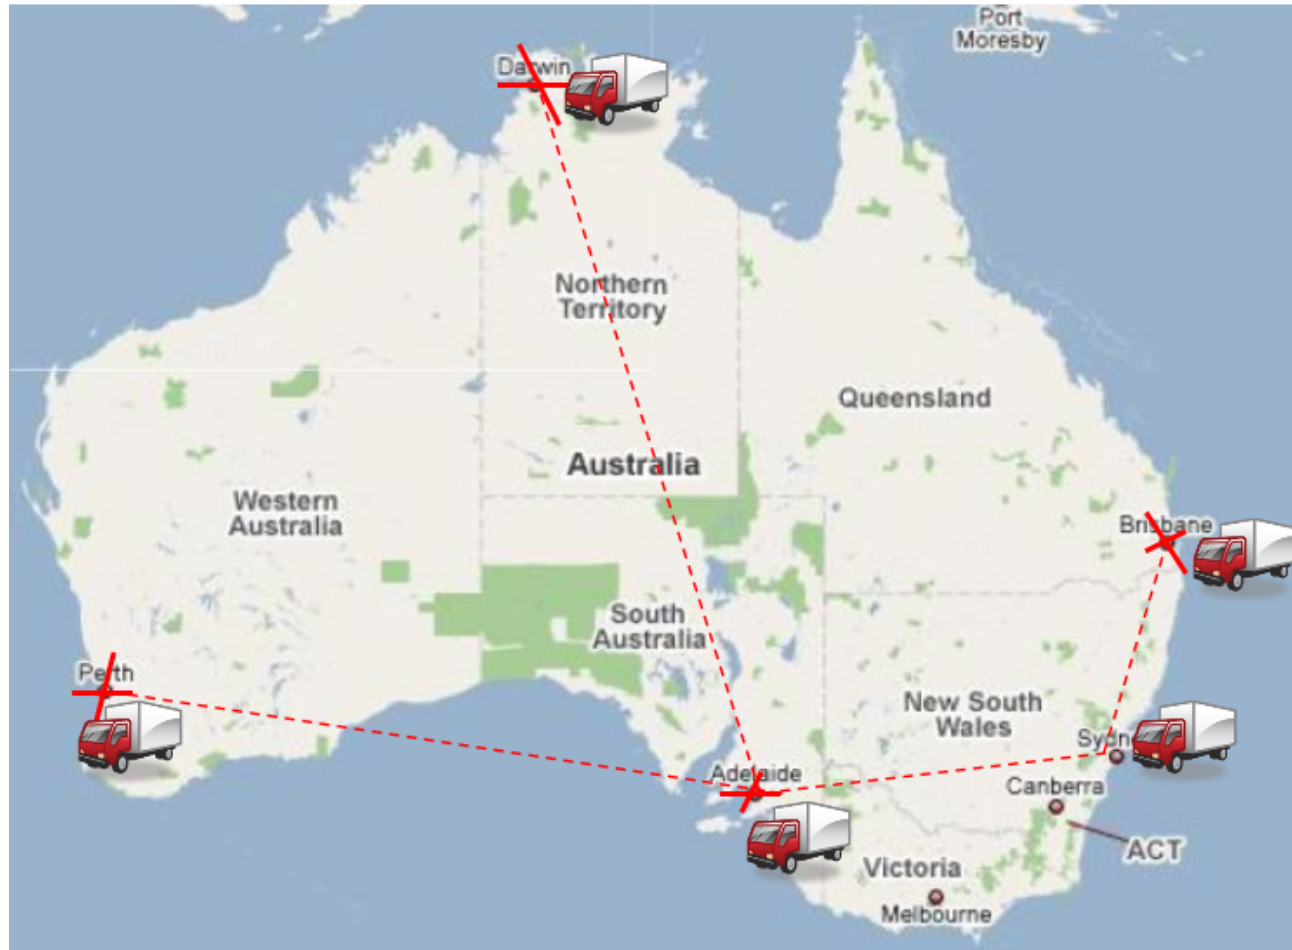 Port
Moresby
Darwin
Northern
Territory
Queensland
Australia
Western
Australia
Brisbane
South
Australia
Perth
New South
Wales
Sydn
Adelaide
Canberra
ACT
Victoria
Melbourne